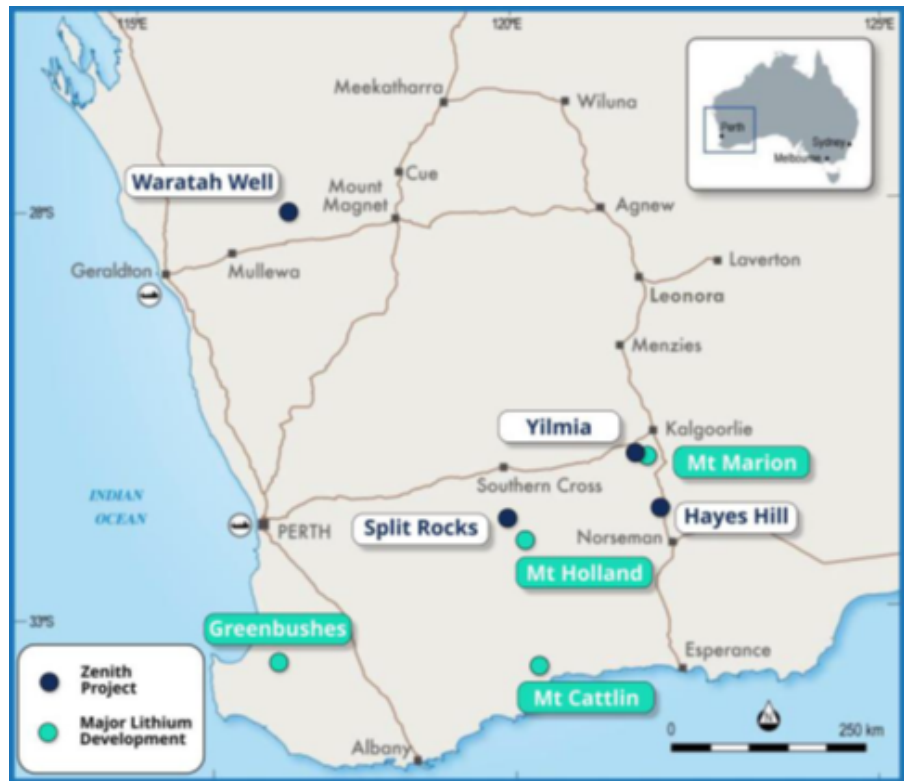 115°E
120°E
125°E
Meekatharra
Wiluna
Perth
Sydney
Melbourne
Waratah Well
Cue
Mount
Magnet
28°S
Agnew
Geraldton
Mullewa
Laverton
Leonora
Menzies
Yilmia
Kalgoorlie
Mt Marion
Southern Cross
INDIAN
OCEAN
PERTH
Split Rocks
Hayes Hill
Norseman
Mt Holland
33°S
Greenbushes
Esperance
Zenith
Project
Mt Cattlin
Major Lithium
Development
Albany
0
250 km